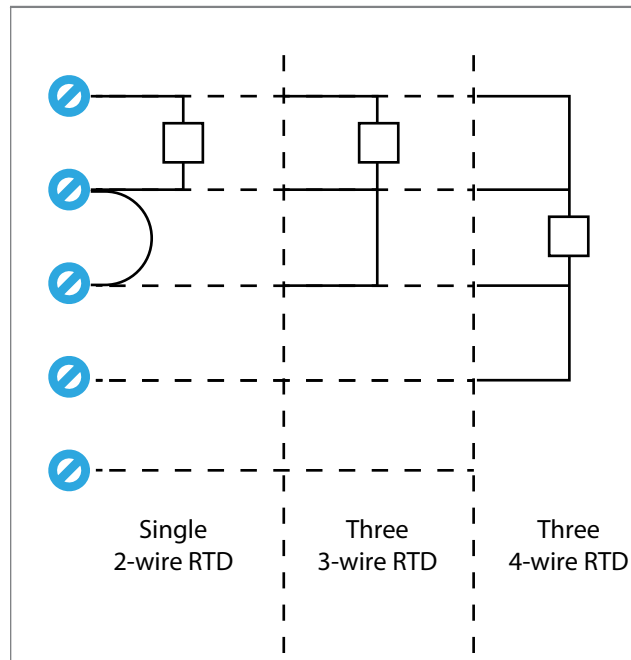 Single
2-wire RTD
Three
3-wire RTD
Three
4-wire RTD